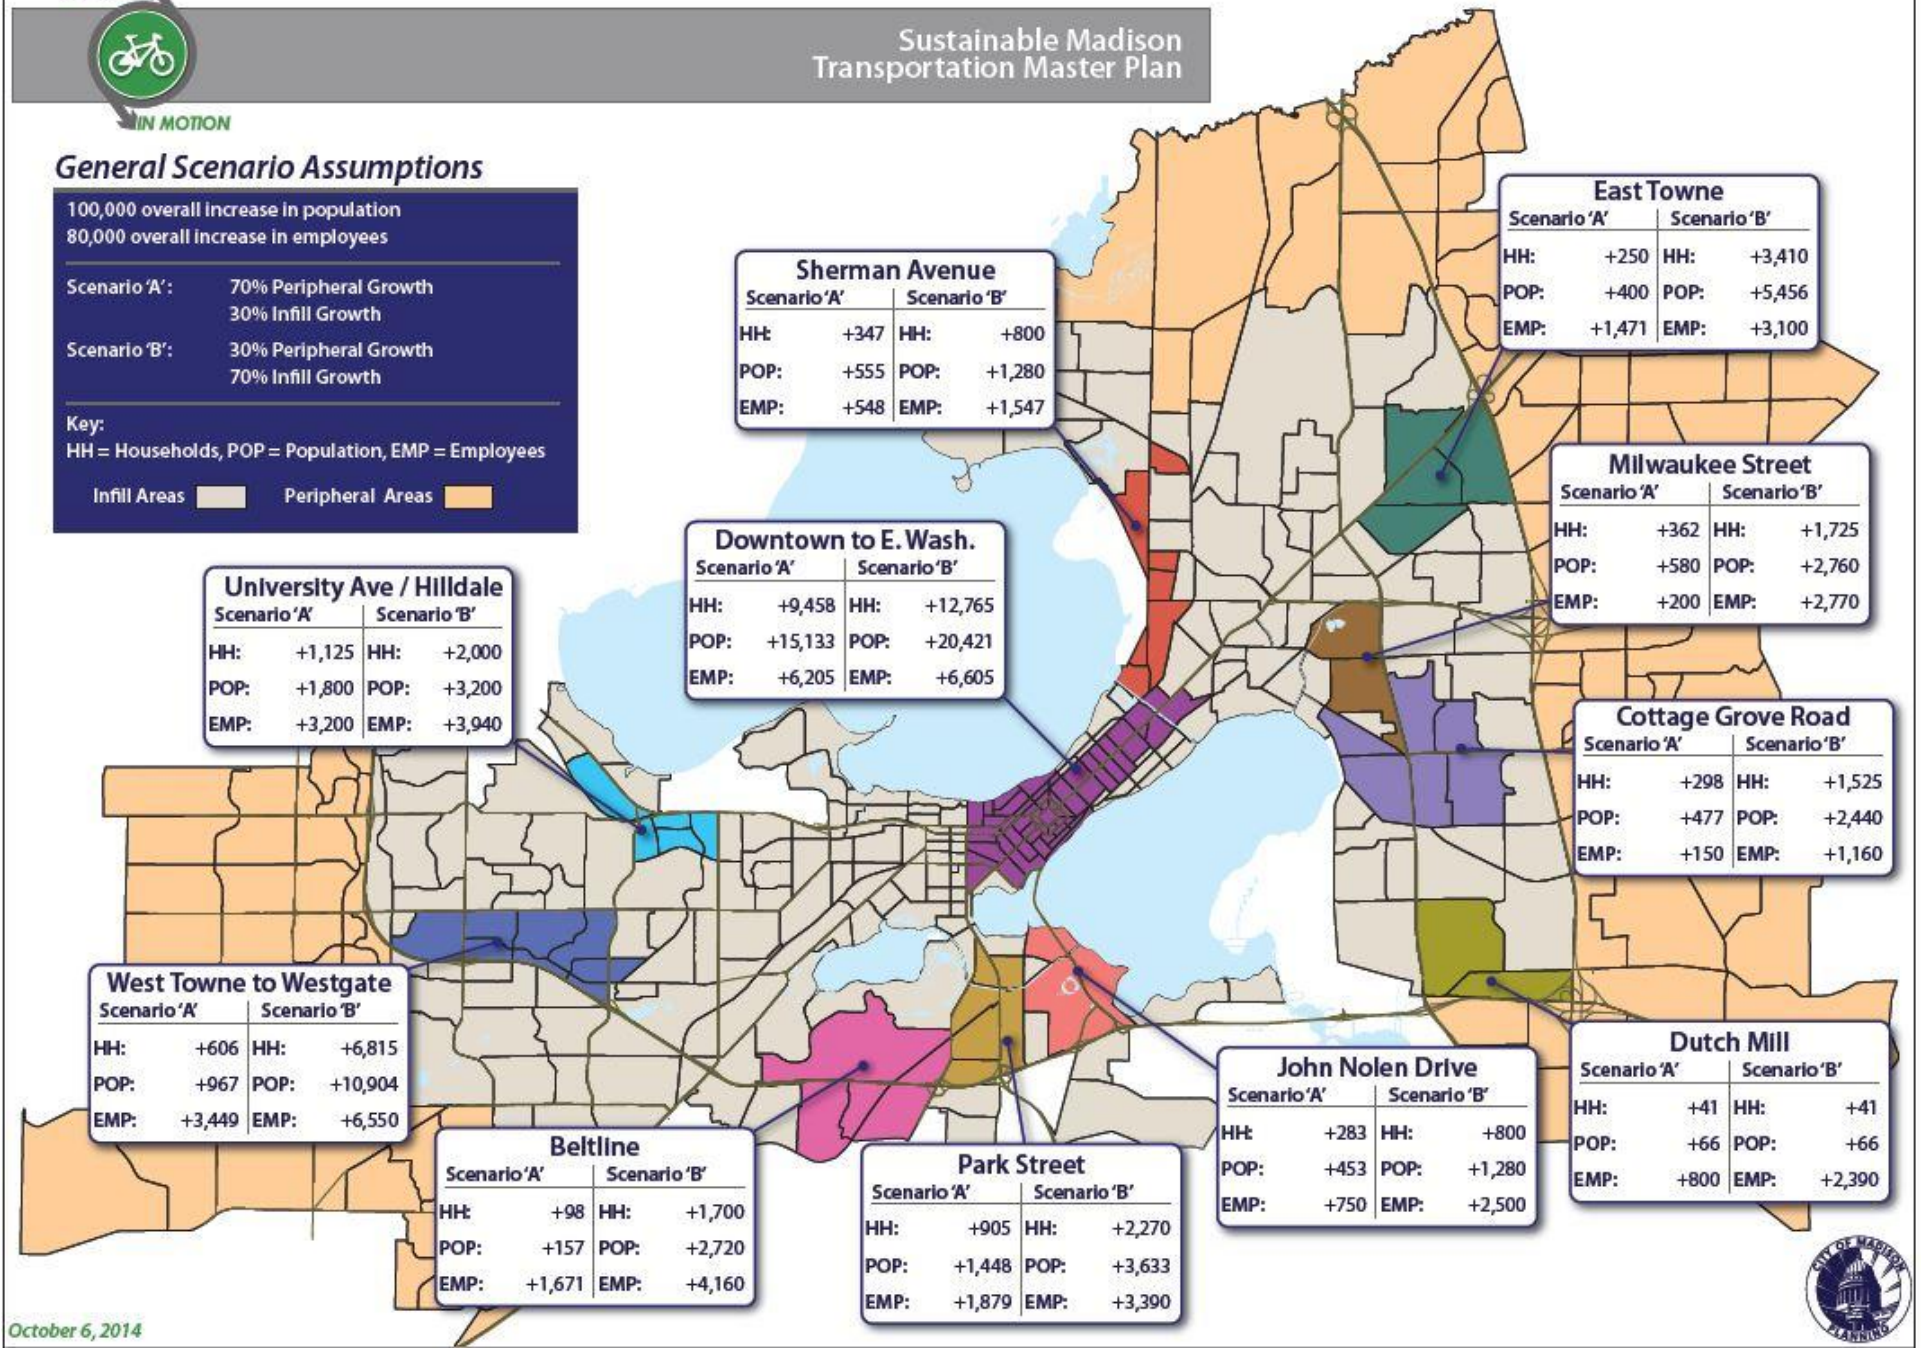 Sustainable Madison
Transportation Master Plan
IN MOTION
General Scenario Assumptions
100,000 overall increase in population
80,000 overall increase in employees
Scenario 'A': 70% Peripheral Growth
30% Infill Growth
Scenario 'B': 30% Peripheral Growth
70% Infill Growth
Key:
HH = Households, POP = Population, EMP = Employees
Infill Areas Peripheral Areas
East Towne
Scenario 'A' Scenario 'B'
HH: +250 HH: +3,410
POP: +400 POP: +5,456
EMP: +1,471 EMP: +3,100
Sherman Avenue
Scenario 'A' Scenario 'B'
HH: +347 HH: +800
POP: +555 POP: +1,280
EMP: +548 EMP: +1,547
Milwaukee Street
Scenario 'A' Scenario 'B'
HH: +362 HH: +1,725
POP: +580 POP: +2,760
EMP: +200 EMP: +2,770
Downtown to E. Wash.
Scenario 'A' Scenario 'B'
HH: +9,458 HH: +12,765
POP: +15,133 POP: +20,421
EMP: +6,205 EMP: +6,605
University Ave / Hilldale
Scenario 'A' Scenario 'B'
HH: +1,125 HH: +2,000
POP: +1,800 POP: +3,200
EMP: +3,200 EMP: +3,940
Cottage Grove Road
Scenario 'A' Scenario 'B'
HH: +298 HH: +1,525
POP: +477 POP: +2,440
EMP: +150 EMP: +1,160
West Towne to Westgate
Scenario 'A' Scenario 'B'
HH: +606 HH: +6,815
POP: +967 POP: +10,904
EMP: +3,449 EMP: +6,550
Dutch Mill
Scenario 'A' Scenario 'B'
HH: +41 HH: +41
POP: +66 POP: +66
EMP: +800 EMP: +2,390
John Nolen Drive
Scenario 'A' Scenario 'B'
HH: +283 HH: +800
POP: +453 POP: +1,280
EMP: +750 EMP: +2,500
Beltline
Scenario 'A' Scenario 'B'
HH: +98 HH: +1,700
POP: +157 POP: +2,720
EMP: +1,671 EMP: +4,160
Park Street
Scenario 'A' Scenario 'B'
HH: +905 HH: +2,270
POP: +1,448 POP: +3,633
EMP: +1,879 EMP: +3,390
October 6, 2014
CITY OF MADISON
PLANNING